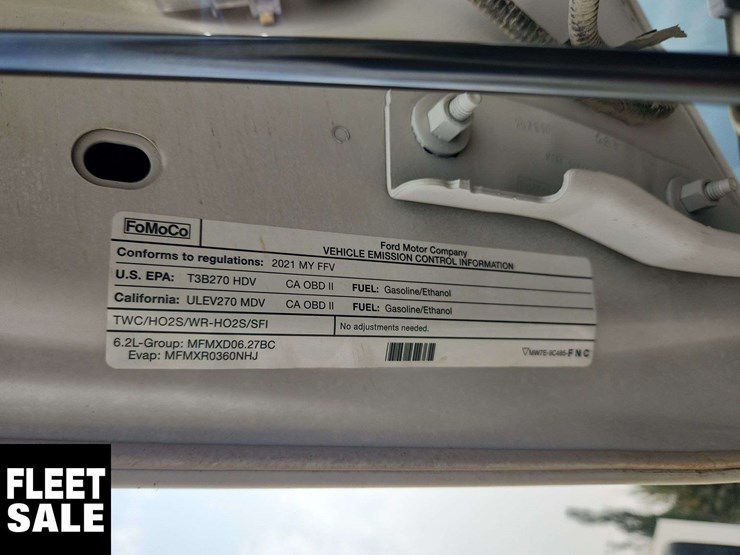 FoMoCo
Ford Motor Company
VEHICLE EMISSION CONTROL INFORMATION
Conforms to regulations: 2021 MY FFV
U.S. EPA: T3B270 HDV CA OBD II FUEL: Gasoline/Ethanol
California: ULEV270 MDV CA OBD II FUEL: Gasoline/Ethanol
TWC/HO2S/WR-HO2S/SFI No adjustments needed.
6.2L-Group: MFMXD06.27BC
Evap: MFMXR0360NHJ
FNC
FLEET
SALE